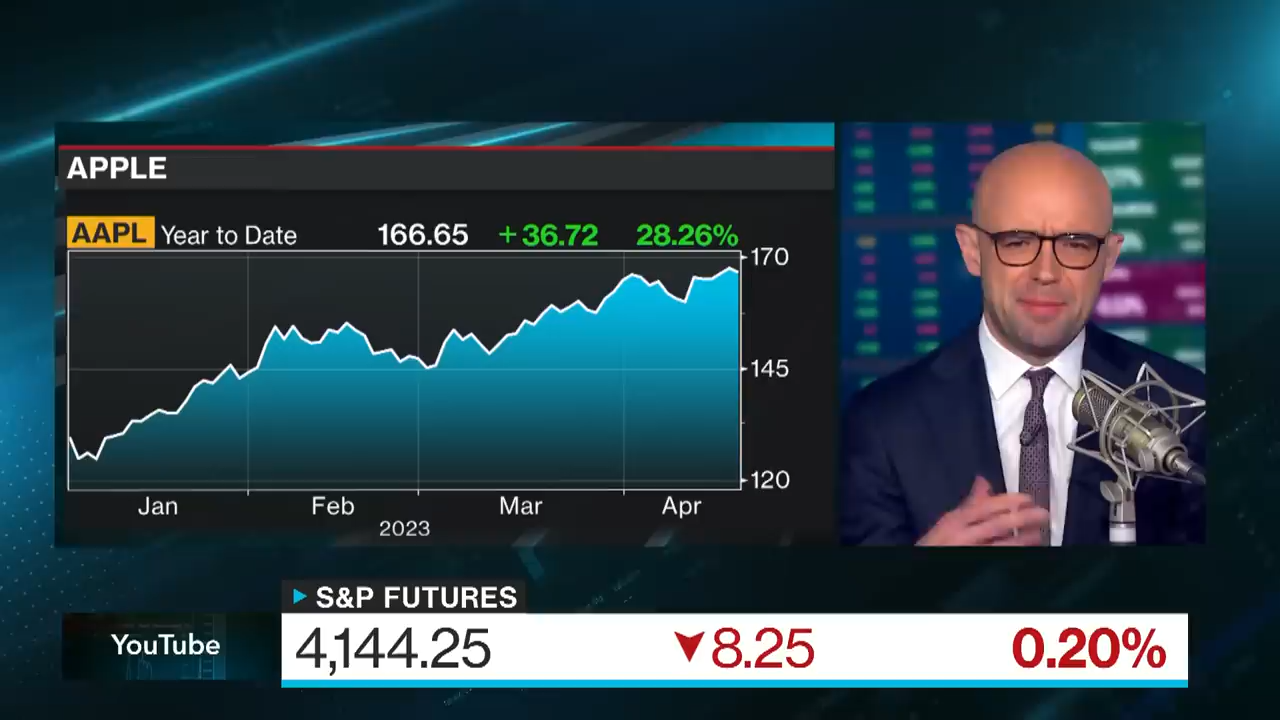 APPLE
AAPL Year to Date 166.65 +36.72 28.26%
170
145
120
Jan Feb Mar Apr
2023
S&P FUTURES
YouTube
4,144.25 8.25 0.20%